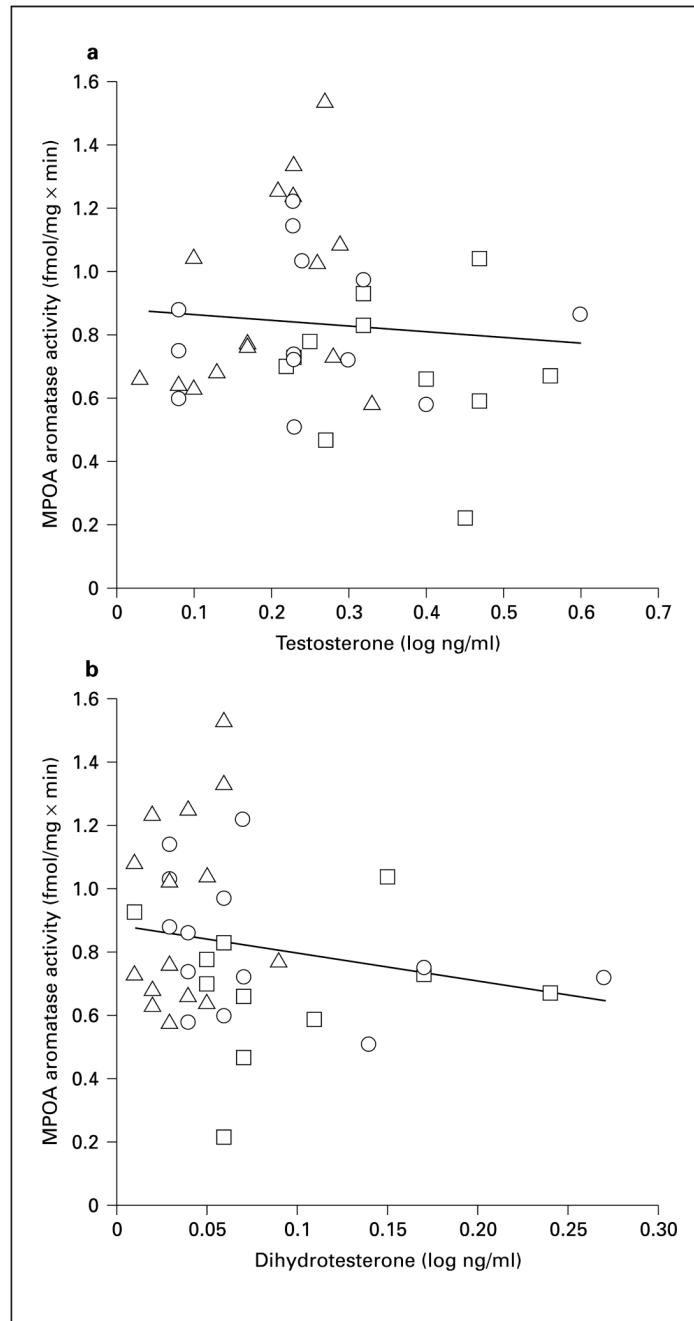 a
1.6
1.4
1.2
1.0
0.8
0.6
0.4
0.2
0
MPOA aromatase activity (fmol/mg × min)
0 0.1 0.2 0.3 0.4 0.5 0.6 0.7
Testosterone (log ng/ml)
b
1.6
1.4
1.2
1.0
0.8
0.6
0.4
0.2
0
MPOA aromatase activity (fmol/mg × min)
0 0.05 0.1 0.15 0.20 0.25 0.30
Dihydrotesterone (log ng/ml)